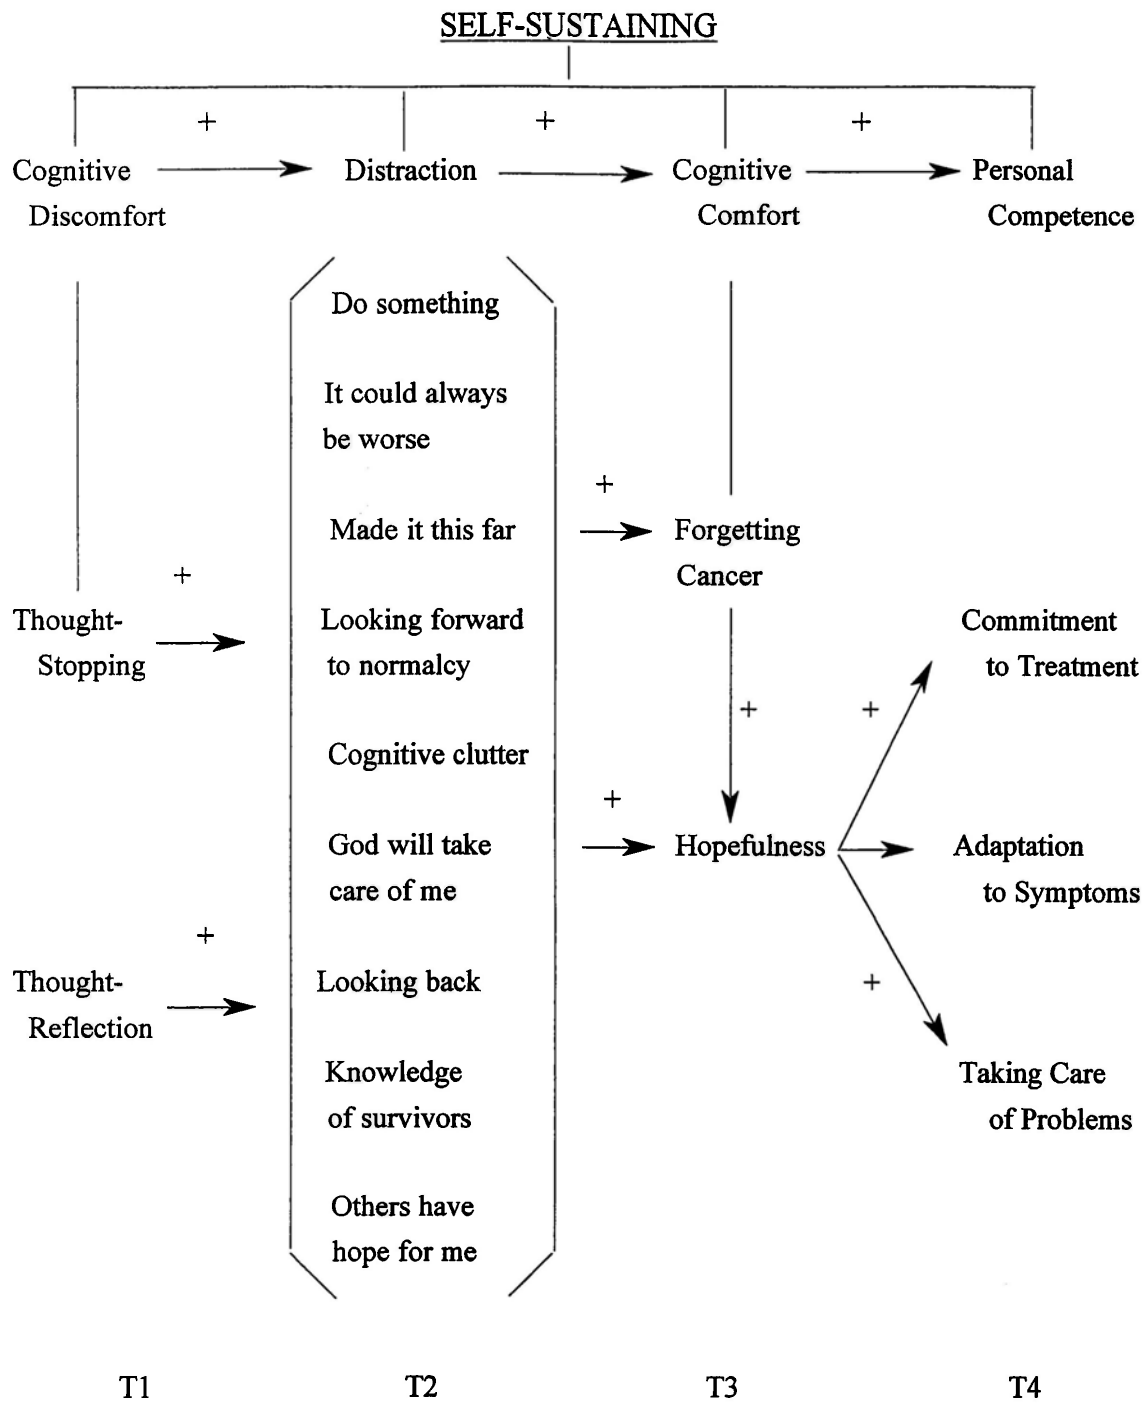 SELF-SUSTAINING
+ + +
Cognitive Distraction Cognitive Personal
Discomfort Comfort Competence
Do something
It could always
be worse
+
Made it this far Forgetting
Cancer
+
Thought- Looking forward Commitment
Stopping to normalcy to Treatment
+ +
Cognitive clutter
+
God will take Hopefulness Adaptation
care of me to Symptoms
+
Thought- Looking back +
Reflection
Knowledge Taking Care
of survivors of Problems
Others have
hope for me
T1 T2 T3 T4